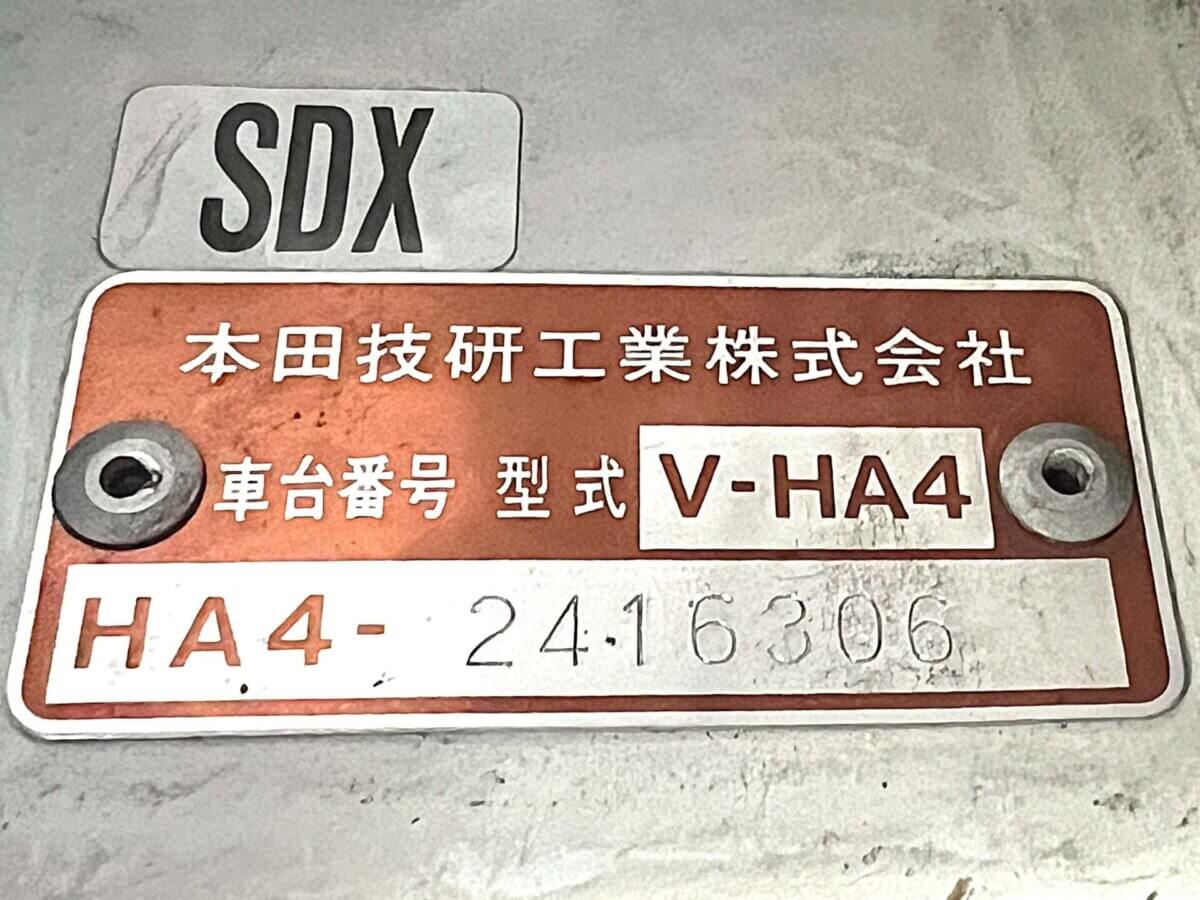 SDX
本田技研工業株式会社
車台番号 型式 V-HA4
HA4- 2416306